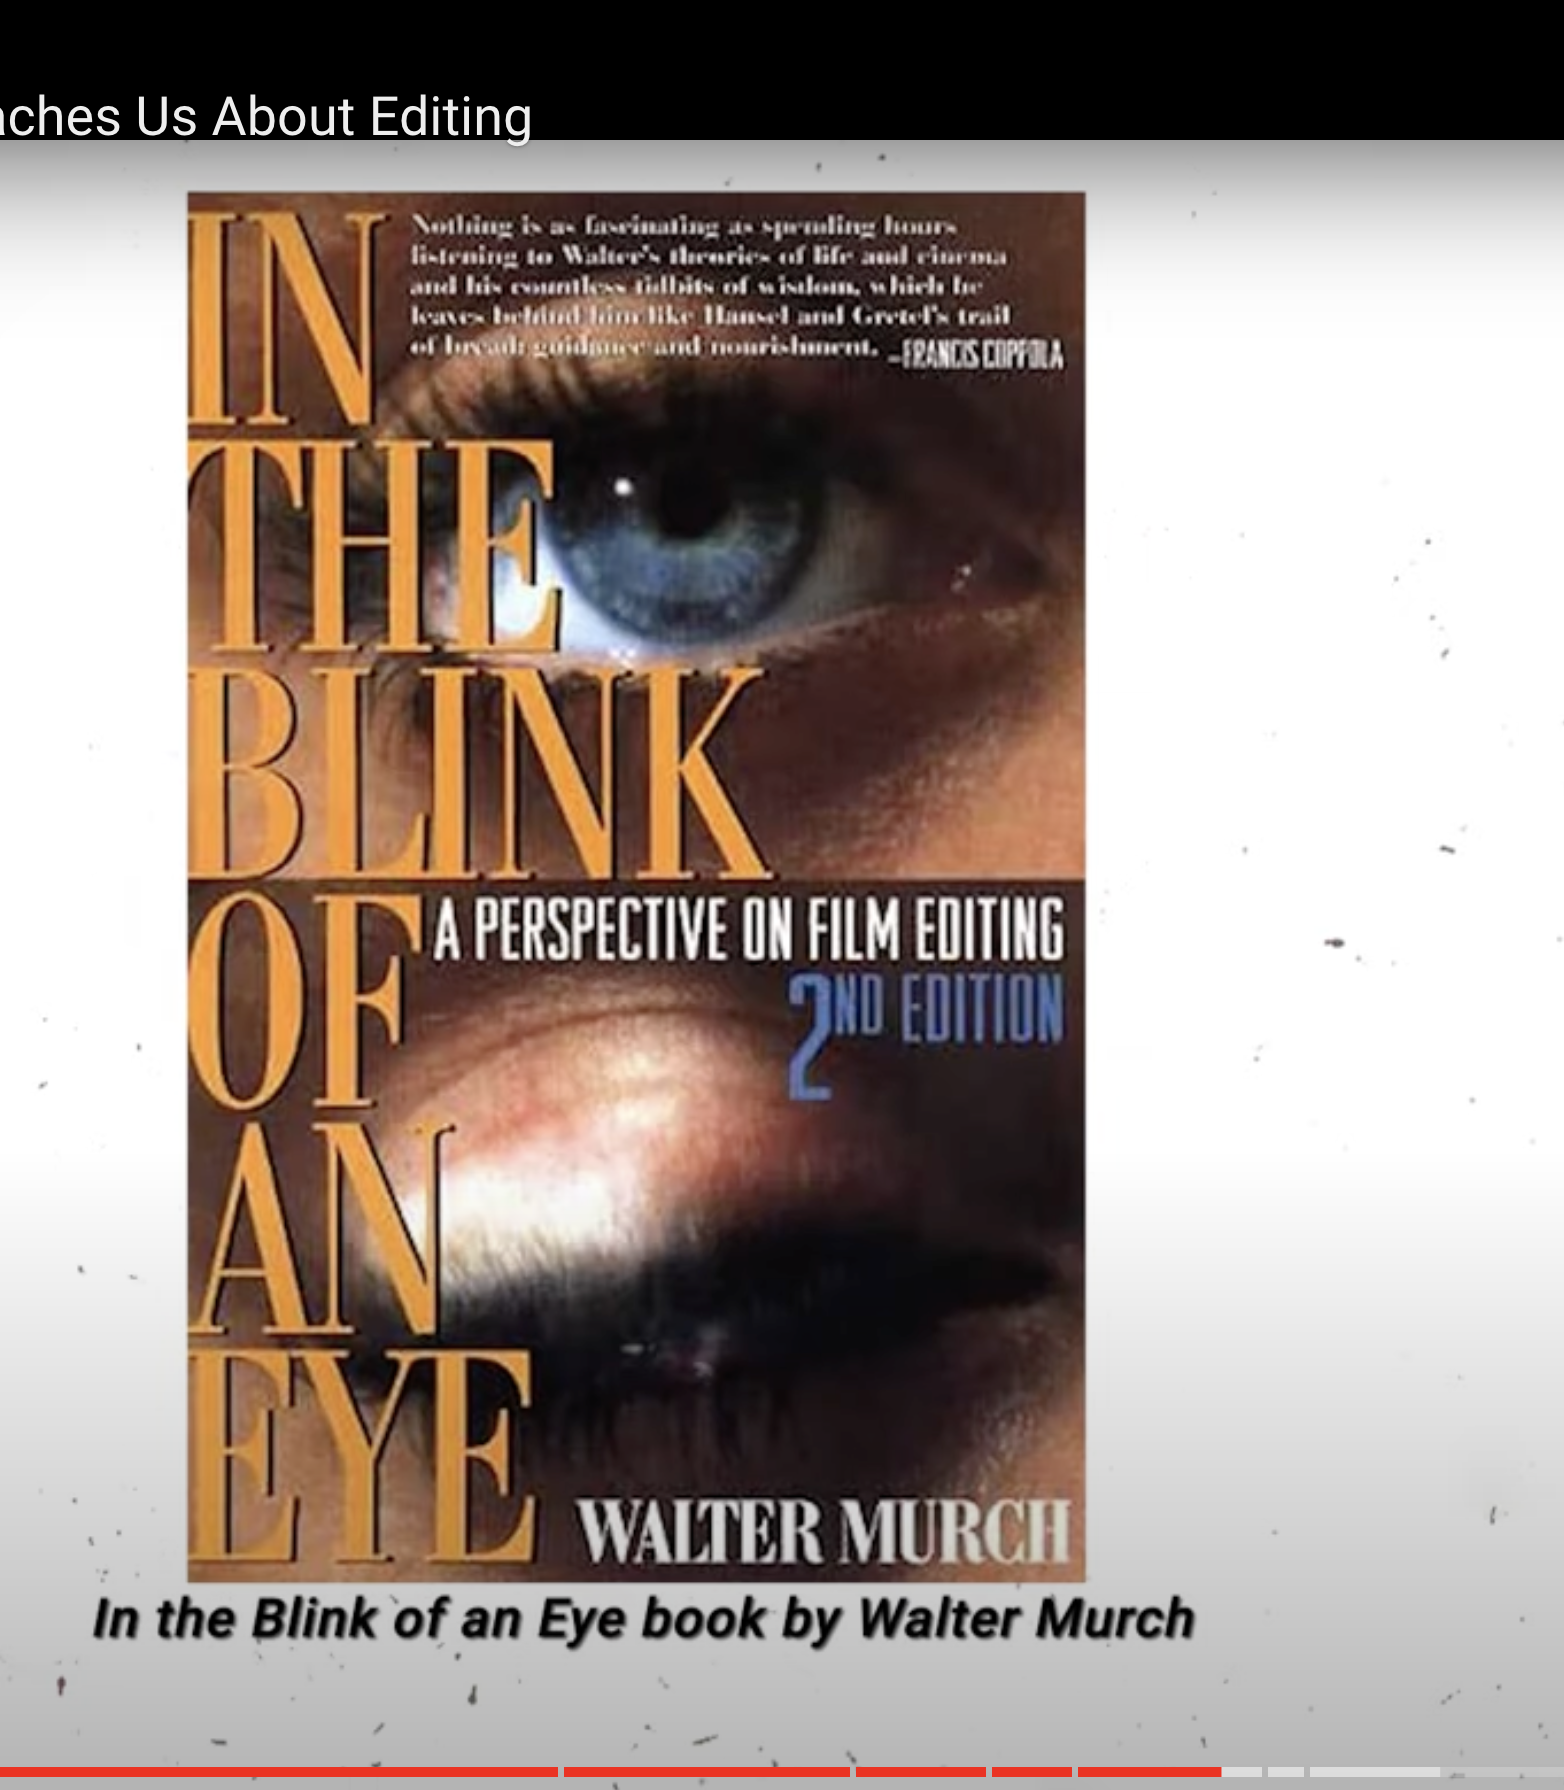 aches Us About Editing
Nothing is as fascinating as spending hours
listening to Walter's theories of life and cinema
and his countless tidbits of wisdom, which he
leaves behind him like Hansel and Gretel's trail
of bread: guidance and nourishment. –FRANCIS COPPOLA
IN
THE
BLINK
OF
A PERSPECTIVE ON FILM EDITING
2ND EDITION
AN
EYE
WALTER MURCH
In the Blink of an Eye book by Walter Murch